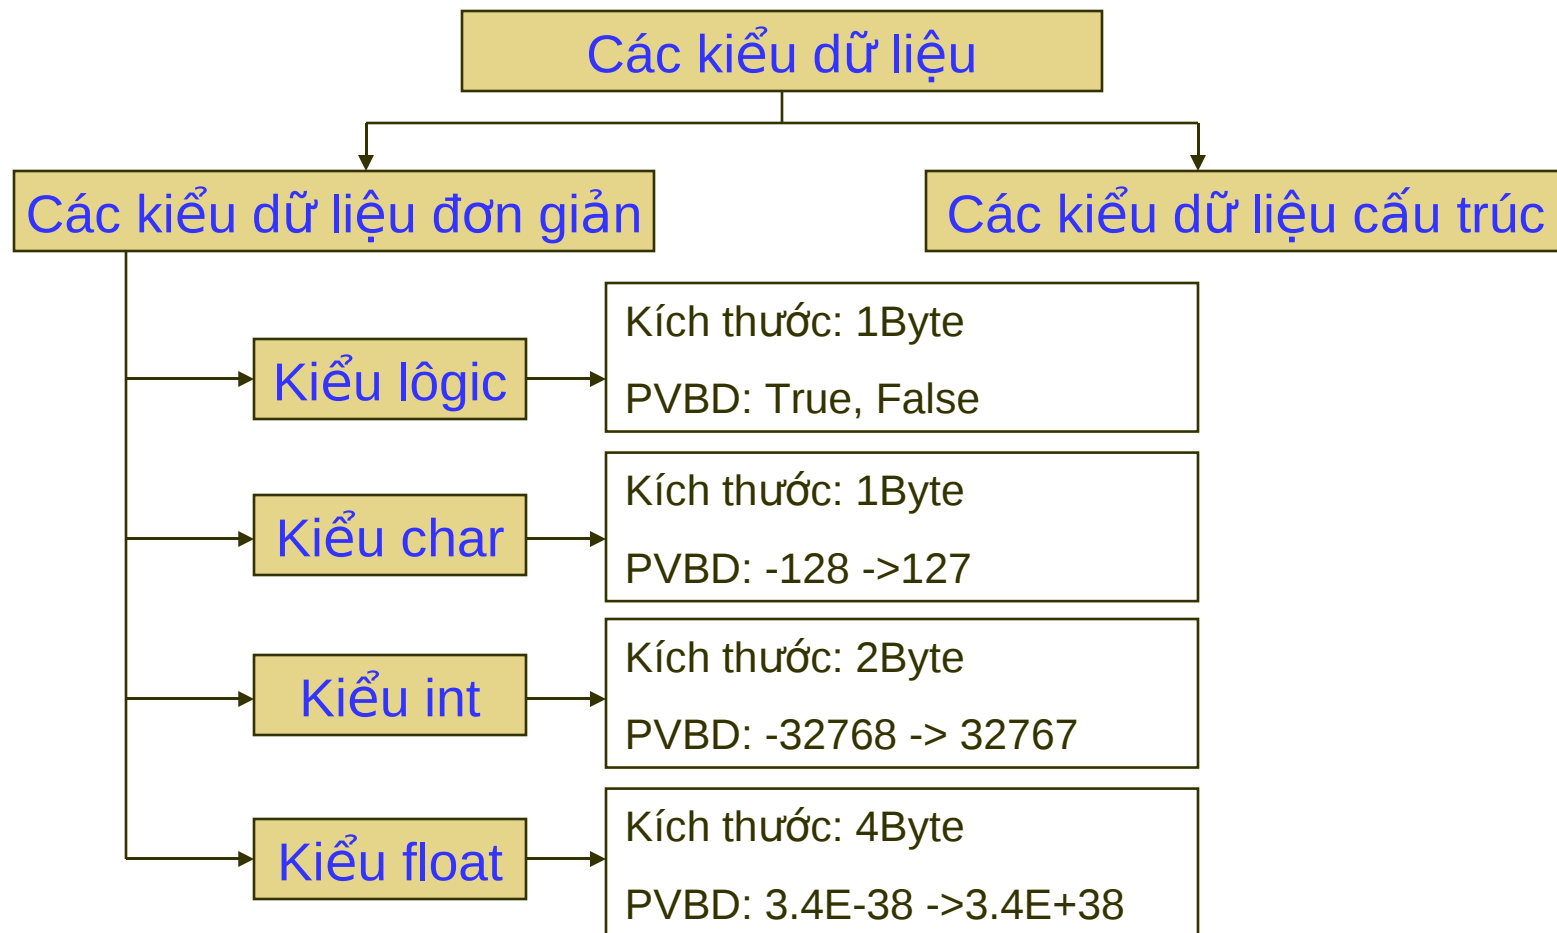 Các kiểu dữ liệu
Các kiểu dữ liệu đơn giản
Các kiểu dữ liệu cấu trúc
Kiểu lôgic
Kích thước: 1Byte
PVBD: True, False
Kiểu char
Kích thước: 1Byte
PVBD: -128 ->127
Kiểu int
Kích thước: 2Byte
PVBD: -32768 -> 32767
Kiểu float
Kích thước: 4Byte
PVBD: 3.4E-38 ->3.4E+38